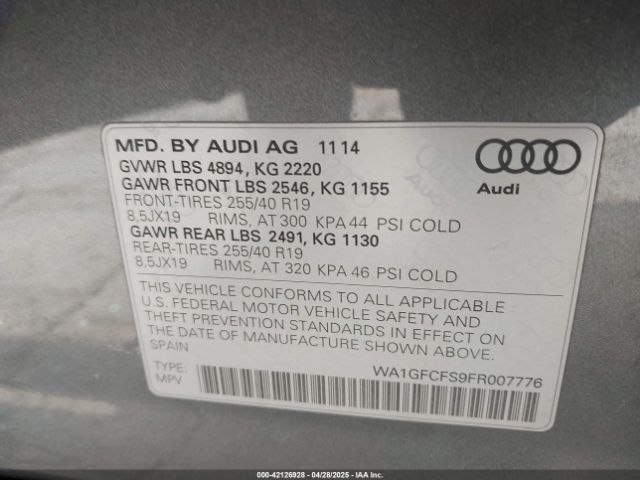 MFD. BY AUDI AG 11 14
GVWR LBS 4894, KG 2220
GAWR FRONT LBS 2546, KG 1155
FRONT-TIRES 255/40 R19
8,5JX19 RIMS, AT 300 KPA 44 PSI COLD
GAWR REAR LBS 2491, KG 1130
REAR-TIRES 255/40 R19
8,5JX19 RIMS, AT 320 KPA 46 PSI COLD
Audi
THIS VEHICLE CONFORMS TO ALL APPLICABLE
U.S. FEDERAL MOTOR VEHICLE SAFETY AND
THEFT PREVENTION STANDARDS IN EFFECT ON
THE DATE OF MANUFACTURE SHOWN ABOVE.
SPAIN
TYPE:
MPV
WA1GFCFS9FR007776
000-42126928 - 04/28/2025 - IAAI Inc.